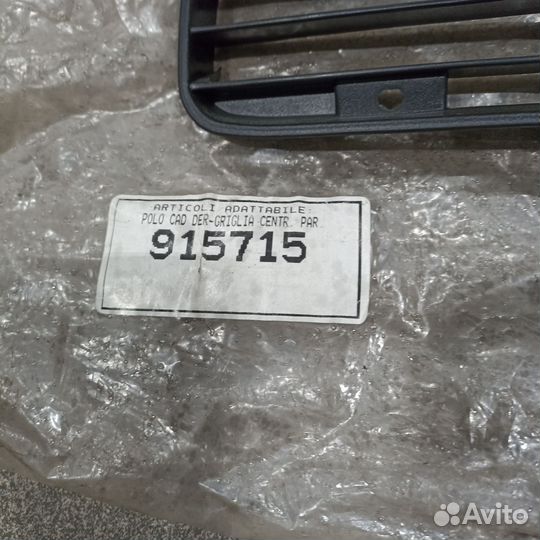 ARTICOLI ADATTABILE:
POLO CAD DER-GRIGLIA CENTR. PAR.
915715
Avito